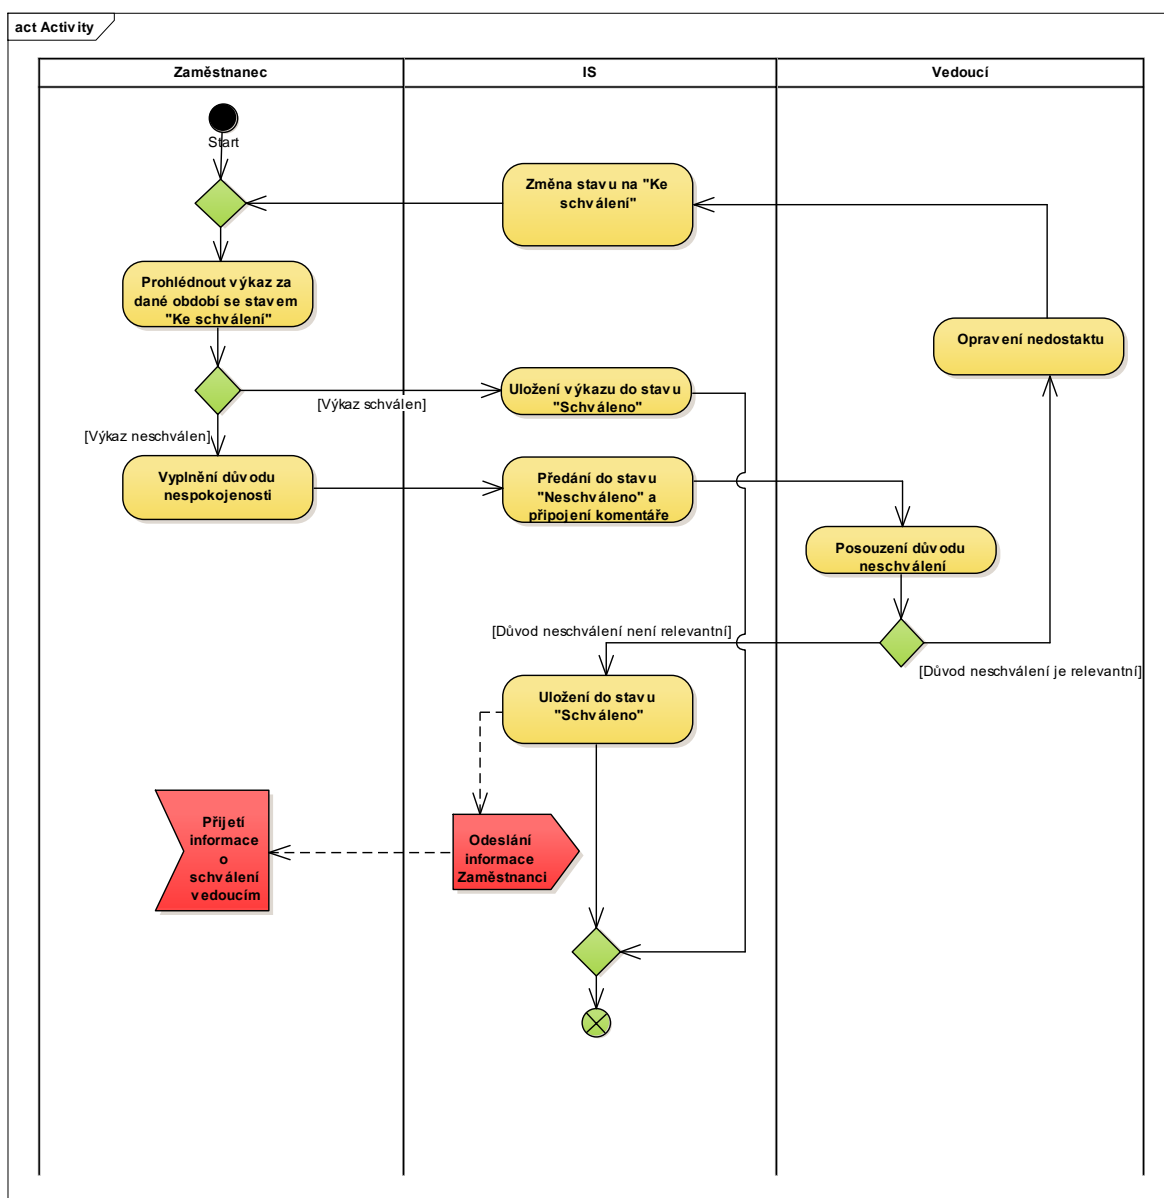 act Activity
Zaměstnanec
IS
Vedoucí
Start
Změna stavu na "Ke
schválení"
Prohlédnout výkaz za
dané období se stavem
"Ke schválení"
Opravení nedostaktu
Uložení výkazu do stavu
"Schváleno"
[Výkaz schválen]
[Výkaz neschválen]
Vyplnění důvodu
nespokojenosti
Předání do stavu
"Neschváleno" a
připojení komentáře
Posouzení důvodu
neschválení
[Důvod neschválení není relevantní]
[Důvod neschválení je relevantní]
Uložení do stavu
"Schváleno"
Přijetí
informace
o
schválení
vedoucím
Odeslání
informace
Zaměstnanci